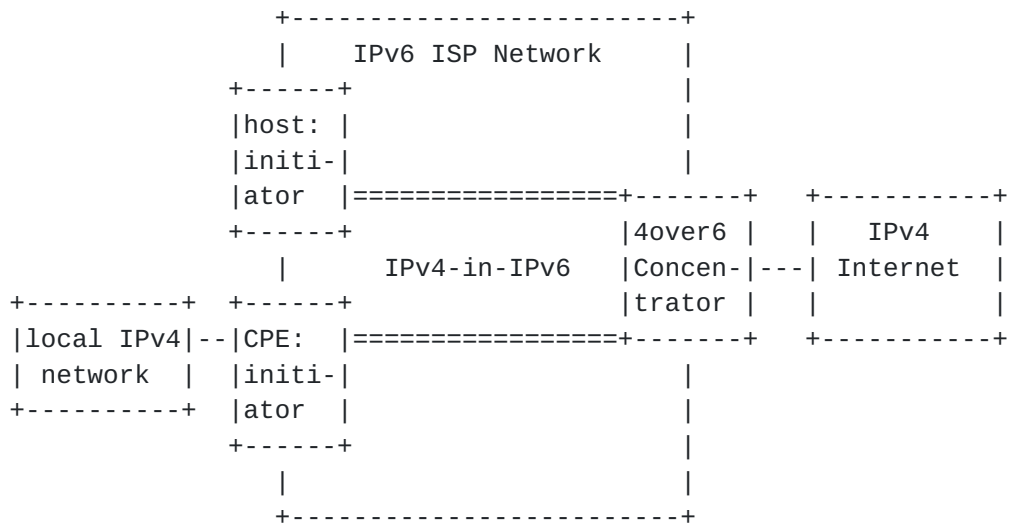 IPv6 ISP Network
host:
initi-
ator
4over6 IPv4
IPv4-in-IPv6 Concen- Internet
trator
local IPv4 CPE:
network initi-
ator